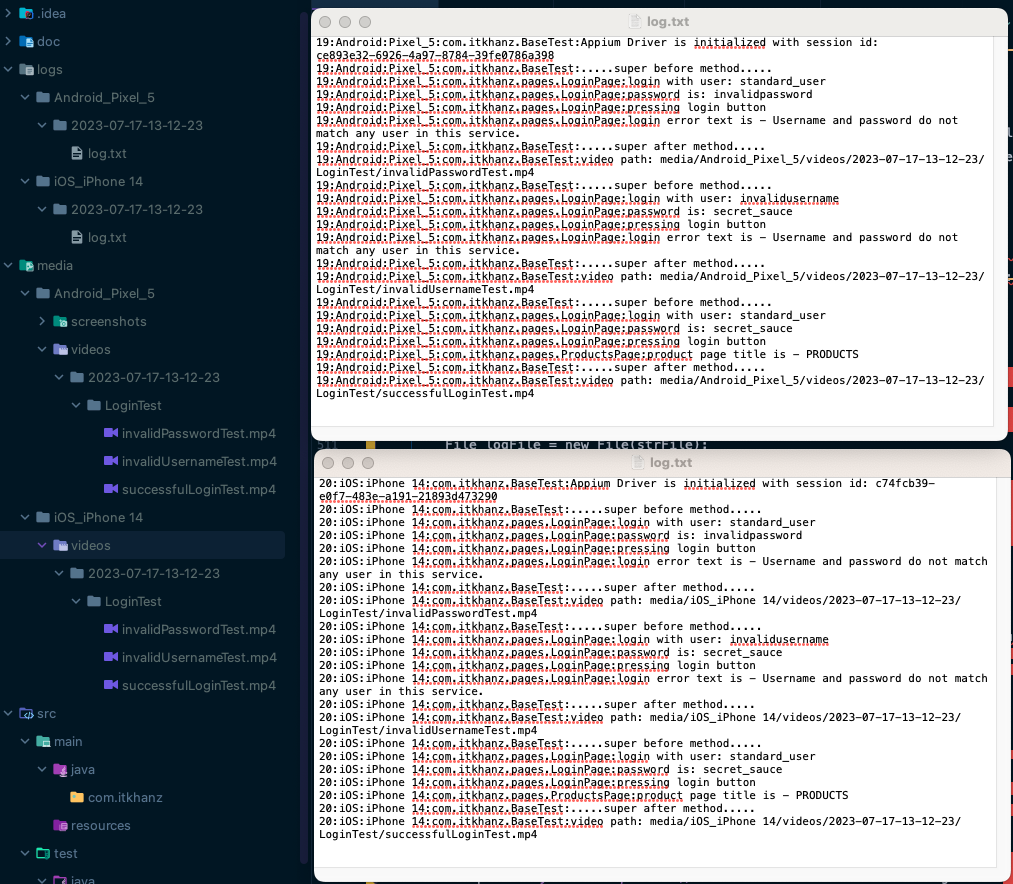 .idea
doc
logs
Android_Pixel_5
2023-07-17-13-12-23
log.txt
iOS_iPhone 14
2023-07-17-13-12-23
log.txt
media
Android_Pixel_5
screenshots
videos
2023-07-17-13-12-23
LoginTest
invalidPasswordTest.mp4
invalidUsernameTest.mp4
successfulLoginTest.mp4
iOS_iPhone 14
videos
2023-07-17-13-12-23
LoginTest
invalidPasswordTest.mp4
invalidUsernameTest.mp4
successfulLoginTest.mp4
src
main
java
com.itkhanz
resources
test
java
log.txt
19:Android:Pixel_5:com.itkhanz.BaseTest:Appium Driver is initialized with session id:
ce893e32-6926-4a97-8784-39fe0786a398
19:Android:Pixel_5:com.itkhanz.BaseTest:.....super before method.....
19:Android:Pixel_5:com.itkhanz.pages.LoginPage:login with user: standard_user
19:Android:Pixel_5:com.itkhanz.pages.LoginPage:password is: invalidpassword
19:Android:Pixel_5:com.itkhanz.pages.LoginPage:pressing login button
19:Android:Pixel_5:com.itkhanz.pages.LoginPage:login error text is – Username and password do not
match any user in this service.
19:Android:Pixel_5:com.itkhanz.BaseTest:.....super after method.....
19:Android:Pixel_5:com.itkhanz.BaseTest:video path: media/Android_Pixel_5/videos/2023-07-17-13-12-23/
LoginTest/invalidPasswordTest.mp4
19:Android:Pixel_5:com.itkhanz.BaseTest:.....super before method.....
19:Android:Pixel_5:com.itkhanz.pages.LoginPage:login with user: invalidusername
19:Android:Pixel_5:com.itkhanz.pages.LoginPage:password is: secret_sauce
19:Android:Pixel_5:com.itkhanz.pages.LoginPage:pressing login button
19:Android:Pixel_5:com.itkhanz.pages.LoginPage:login error text is – Username and password do not
match any user in this service.
19:Android:Pixel_5:com.itkhanz.BaseTest:.....super after method.....
19:Android:Pixel_5:com.itkhanz.BaseTest:video path: media/Android_Pixel_5/videos/2023-07-17-13-12-23/
LoginTest/invalidUsernameTest.mp4
19:Android:Pixel_5:com.itkhanz.BaseTest:.....super before method.....
19:Android:Pixel_5:com.itkhanz.pages.LoginPage:login with user: standard_user
19:Android:Pixel_5:com.itkhanz.pages.LoginPage:password is: secret_sauce
19:Android:Pixel_5:com.itkhanz.pages.LoginPage:pressing login button
19:Android:Pixel_5:com.itkhanz.pages.ProductsPage:product page title is – PRODUCTS
19:Android:Pixel_5:com.itkhanz.BaseTest:.....super after method.....
19:Android:Pixel_5:com.itkhanz.BaseTest:video path: media/Android_Pixel_5/videos/2023-07-17-13-12-23/
LoginTest/successfulLoginTest.mp4
File logFile = new File(strFile);
log.txt
20:iOS:iPhone 14:com.itkhanz.BaseTest:Appium Driver is initialized with session id: c74fcb39-
e0f7-483e-a191-21893d473290
20:iOS:iPhone 14:com.itkhanz.BaseTest:.....super before method.....
20:iOS:iPhone 14:com.itkhanz.pages.LoginPage:login with user: standard_user
20:iOS:iPhone 14:com.itkhanz.pages.LoginPage:password is: invalidpassword
20:iOS:iPhone 14:com.itkhanz.pages.LoginPage:pressing login button
20:iOS:iPhone 14:com.itkhanz.pages.LoginPage:login error text is – Username and password do not match
any user in this service.
20:iOS:iPhone 14:com.itkhanz.BaseTest:.....super after method.....
20:iOS:iPhone 14:com.itkhanz.BaseTest:video path: media/iOS_iPhone 14/videos/2023-07-17-13-12-23/
LoginTest/invalidPasswordTest.mp4
20:iOS:iPhone 14:com.itkhanz.BaseTest:.....super before method.....
20:iOS:iPhone 14:com.itkhanz.pages.LoginPage:login with user: invalidusername
20:iOS:iPhone 14:com.itkhanz.pages.LoginPage:password is: secret_sauce
20:iOS:iPhone 14:com.itkhanz.pages.LoginPage:pressing login button
20:iOS:iPhone 14:com.itkhanz.pages.LoginPage:login error text is – Username and password do not match
any user in this service.
20:iOS:iPhone 14:com.itkhanz.BaseTest:.....super after method.....
20:iOS:iPhone 14:com.itkhanz.BaseTest:video path: media/iOS_iPhone 14/videos/2023-07-17-13-12-23/
LoginTest/invalidUsernameTest.mp4
20:iOS:iPhone 14:com.itkhanz.BaseTest:.....super before method.....
20:iOS:iPhone 14:com.itkhanz.pages.LoginPage:login with user: standard_user
20:iOS:iPhone 14:com.itkhanz.pages.LoginPage:password is: secret_sauce
20:iOS:iPhone 14:com.itkhanz.pages.LoginPage:pressing login button
20:iOS:iPhone 14:com.itkhanz.pages.ProductsPage:product page title is – PRODUCTS
20:iOS:iPhone 14:com.itkhanz.BaseTest:.....super after method.....
20:iOS:iPhone 14:com.itkhanz.BaseTest:video path: media/iOS_iPhone 14/videos/2023-07-17-13-12-23/
LoginTest/successfulLoginTest.mp4